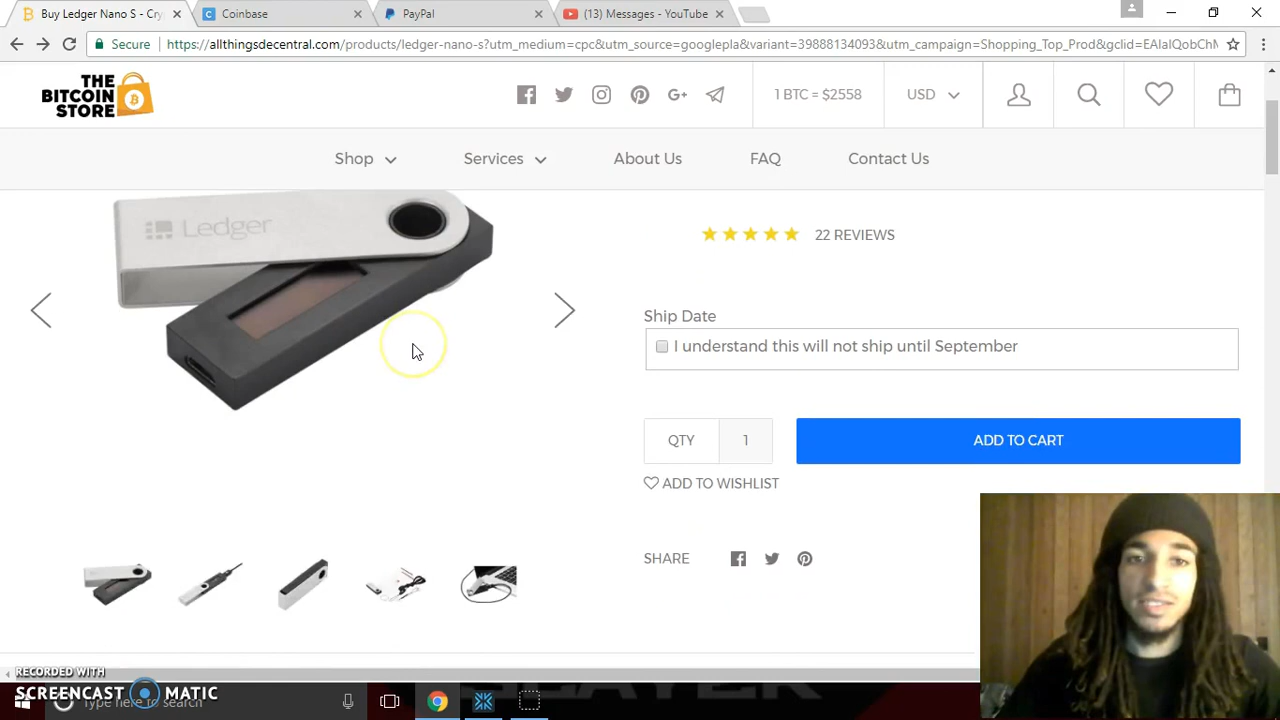 Buy Ledger Nano S - Cry
Coinbase
PayPal
(13) Messages - YouTube
Secure
https://allthingsdecentral.com/products/ledger-nano-s?utm_medium=cpc&utm_source=googlepla&variant=39888134093&utm_campaign=Shopping_Top_Prod&gclid=EAIaIQobChM
THE BITCOIN STORE
1 BTC = $2558
USD
Shop
Services
About Us
FAQ
Contact Us
Ledger
22 REVIEWS
Ship Date
I understand this will not ship until September
QTY
1
ADD TO CART
ADD TO WISHLIST
SHARE
RECORDED WITH
SCREENCAST MATIC
Type here to search